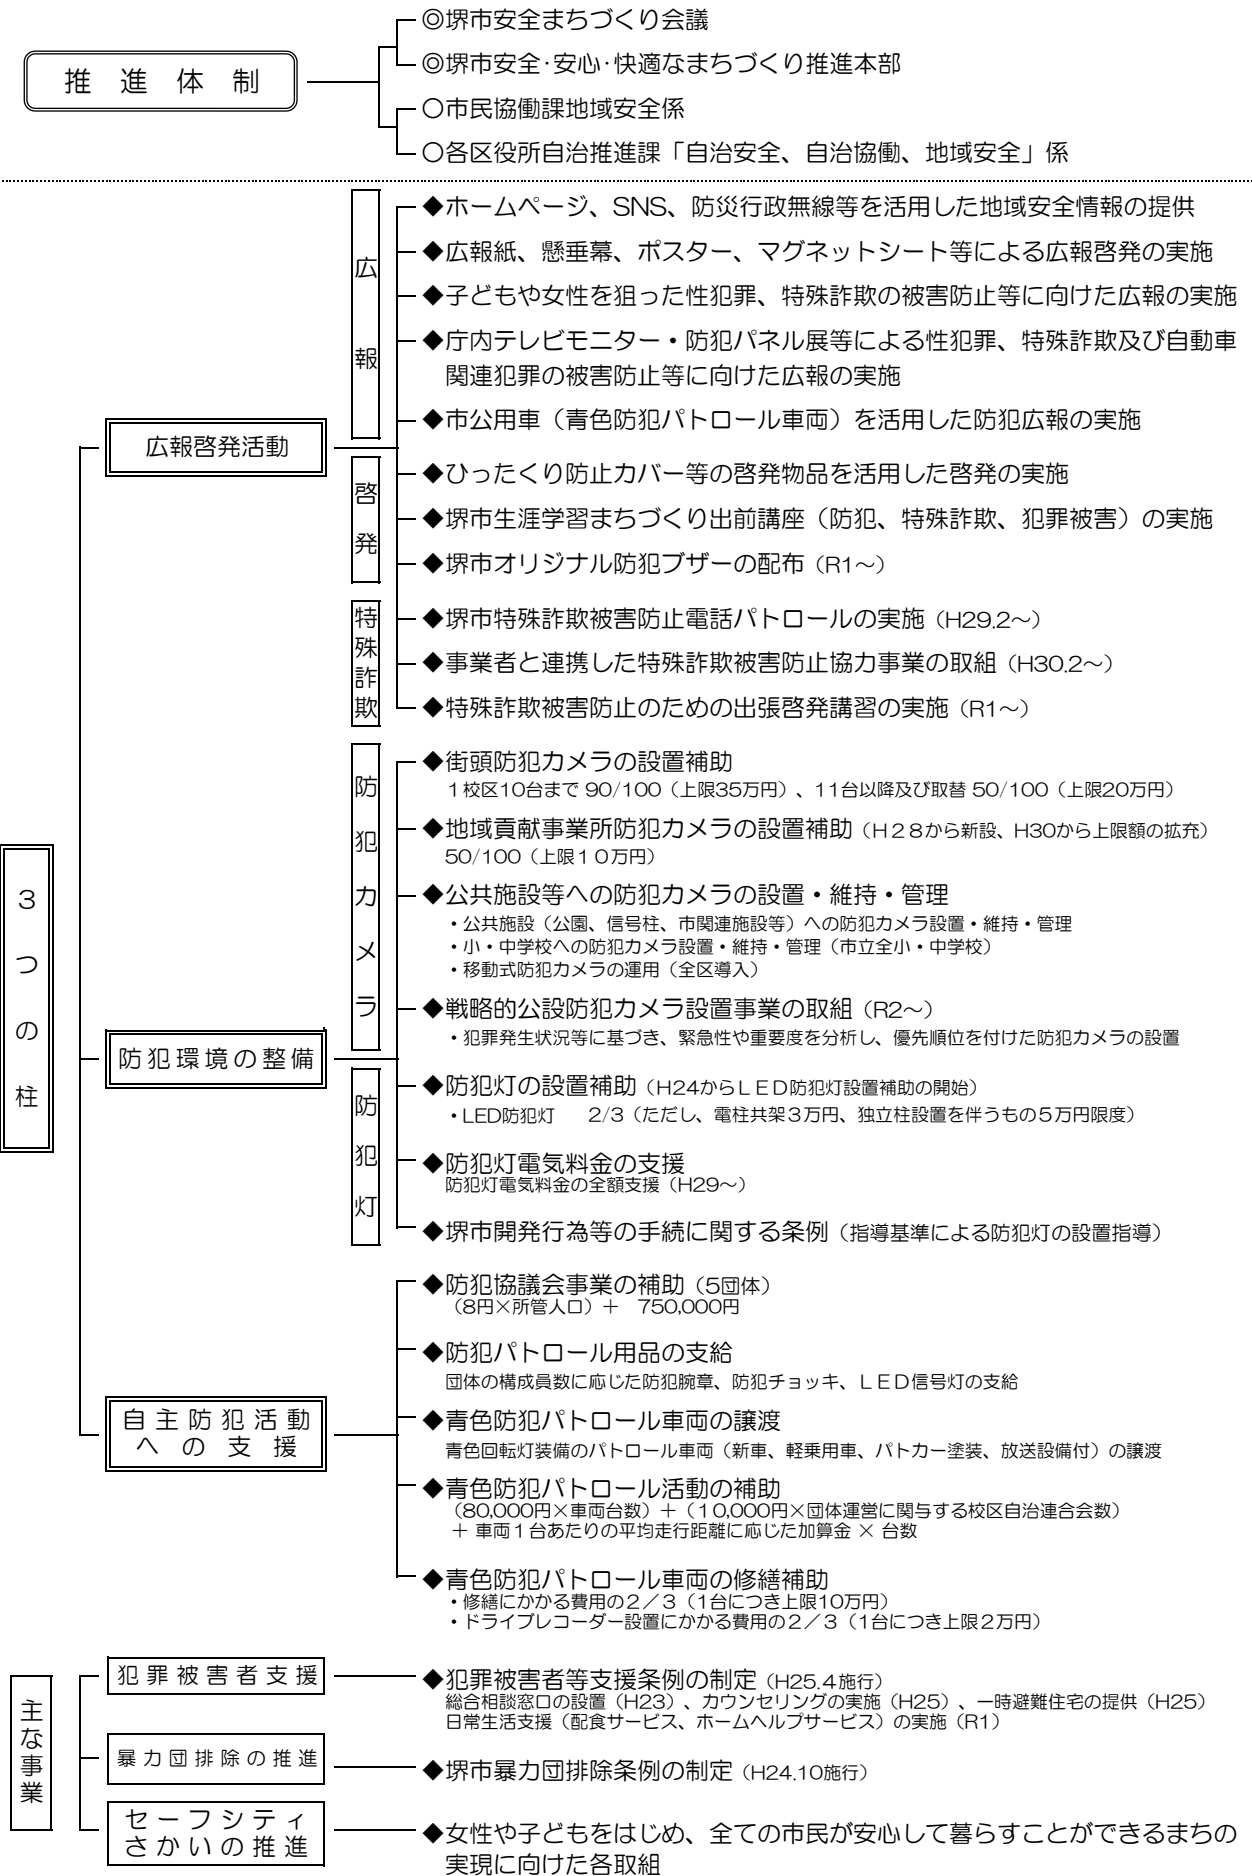 推進体制
◎堺市安全まちづくり会議
◎堺市安全・安心・快適なまちづくり推進本部
〇市民協働課地域安全係
〇各区役所自治推進課「自治安全、自治協働、地域安全」係
3つの柱
広報啓発活動
広報
◆ホームページ、SNS、防災行政無線等を活用した地域安全情報の提供
◆広報紙、懸垂幕、ポスター、マグネットシート等による広報啓発の実施
◆子どもや女性を狙った性犯罪、特殊詐欺の被害防止等に向けた広報の実施
◆庁内テレビモニター・防犯パネル展等による性犯罪、特殊詐欺及び自動車
関連犯罪の被害防止等に向けた広報の実施
◆市公用車（青色防犯パトロール車両）を活用した防犯広報の実施
啓発
◆ひったくり防止カバー等の啓発物品を活用した啓発の実施
◆堺市生涯学習まちづくり出前講座（防犯、特殊詐欺、犯罪被害）の実施
◆堺市オリジナル防犯ブザーの配布（R1～）
特殊詐欺
◆堺市特殊詐欺被害防止電話パトロールの実施（H29.2～）
◆事業者と連携した特殊詐欺被害防止協力事業の取組（H30.2～）
◆特殊詐欺被害防止のための出張啓発講習の実施（R1～）
防犯環境の整備
防犯カメラ
◆街頭防犯カメラの設置補助
１校区10台まで 90/100（上限35万円）、11台以降及び取替 50/100（上限20万円）
◆地域貢献事業所防犯カメラの設置補助（H２８から新設、H30から上限額の拡充）
50/100（上限１０万円）
◆公共施設等への防犯カメラの設置・維持・管理
・公共施設（公園、信号柱、市関連施設等）への防犯カメラ設置・維持・管理
・小・中学校への防犯カメラ設置・維持・管理（市立全小・中学校）
・移動式防犯カメラの運用（全区導入）
◆戦略的公設防犯カメラ設置事業の取組（R2～）
・犯罪発生状況等に基づき、緊急性や重要度を分析し、優先順位を付けた防犯カメラの設置
防犯灯
◆防犯灯の設置補助（H24からＬＥＤ防犯灯設置補助の開始）
・LED防犯灯　2/3（ただし、電柱共架３万円、独立柱設置を伴うもの５万円限度）
◆防犯灯電気料金の支援
防犯灯電気料金の全額支援（H29～）
◆堺市開発行為等の手続に関する条例（指導基準による防犯灯の設置指導）
自主防犯活動
への支援
◆防犯協議会事業の補助（5団体）
（8円×所管人口）＋　750,000円
◆防犯パトロール用品の支給
団体の構成員数に応じた防犯腕章、防犯チョッキ、ＬＥＤ信号灯の支給
◆青色防犯パトロール車両の譲渡
青色回転灯装備のパトロール車両（新車、軽乗用車、パトカー塗装、放送設備付）の譲渡
◆青色防犯パトロール活動の補助
（80,000円×車両台数）＋（１0,000円×団体運営に関与する校区自治連合会数）
＋ 車両１台あたりの平均走行距離に応じた加算金 × 台数
◆青色防犯パトロール車両の修繕補助
・修繕にかかる費用の２／３（1台につき上限10万円）
・ドライブレコーダー設置にかかる費用の２／３（1台につき上限２万円）
主な事業
犯罪被害者支援
◆犯罪被害者等支援条例の制定（H25.４施行）
総合相談窓口の設置（H23）、カウンセリングの実施（H25）、一時避難住宅の提供（H25）
日常生活支援（配食サービス、ホームヘルプサービス）の実施（R1）
暴力団排除の推進
◆堺市暴力団排除条例の制定（H24.10施行）
セーフシティ
さかいの推進
◆女性や子どもをはじめ、全ての市民が安心して暮らすことができるまちの
実現に向けた各取組